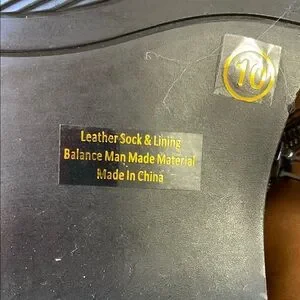 10
Leather Sock & Lining
Balance Man Made Material
Made In China